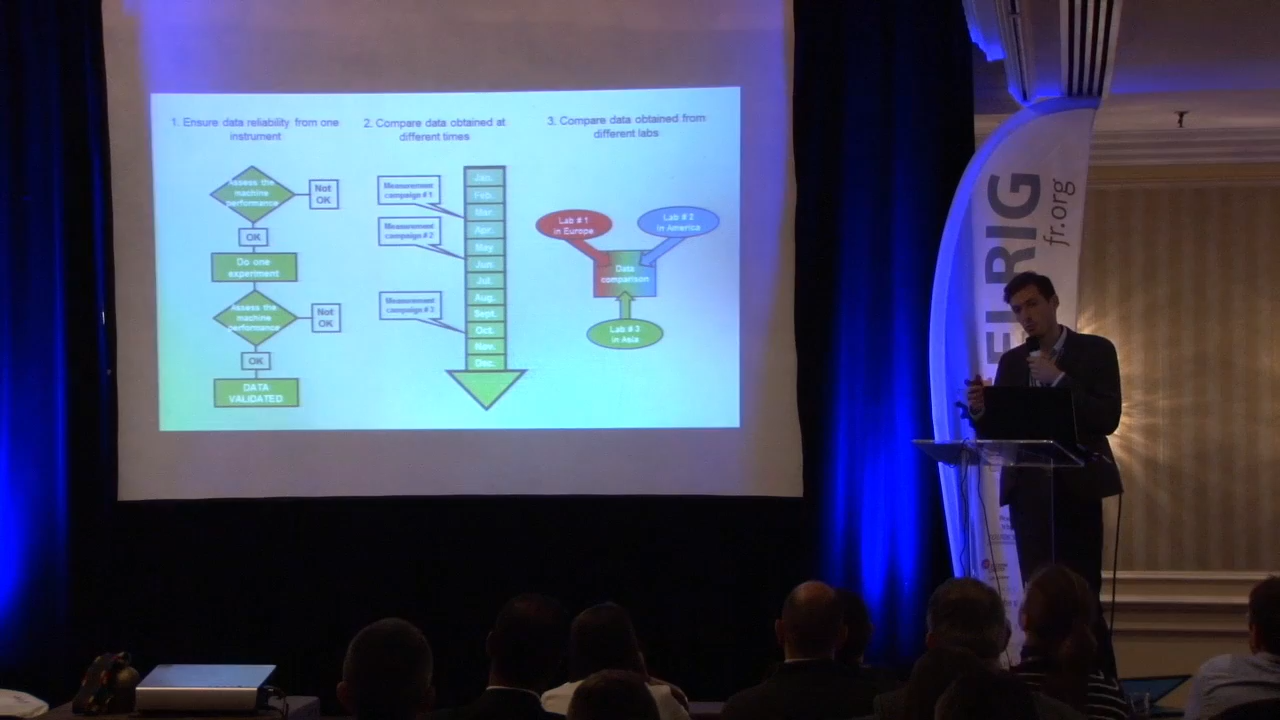 1. Ensure data reliability from one
instrument
Assess the
machine
performance
Not
OK
OK
Do one
experiment
Assess the
machine
performance
Not
OK
OK
DATA
VALIDATED
2. Compare data obtained at
different times
Measurement
campaign # 1
Measurement
campaign # 2
Measurement
campaign # 3
Jan.
Feb.
Mar.
Apr.
May
Jun.
Jul.
Aug.
Sept.
Oct.
Nov.
Dec.
3. Compare data obtained from
different labs
Lab # 1
in Europe
Lab # 2
in America
Data
comparison
Lab # 3
in Asia
ELRIG
fr.org